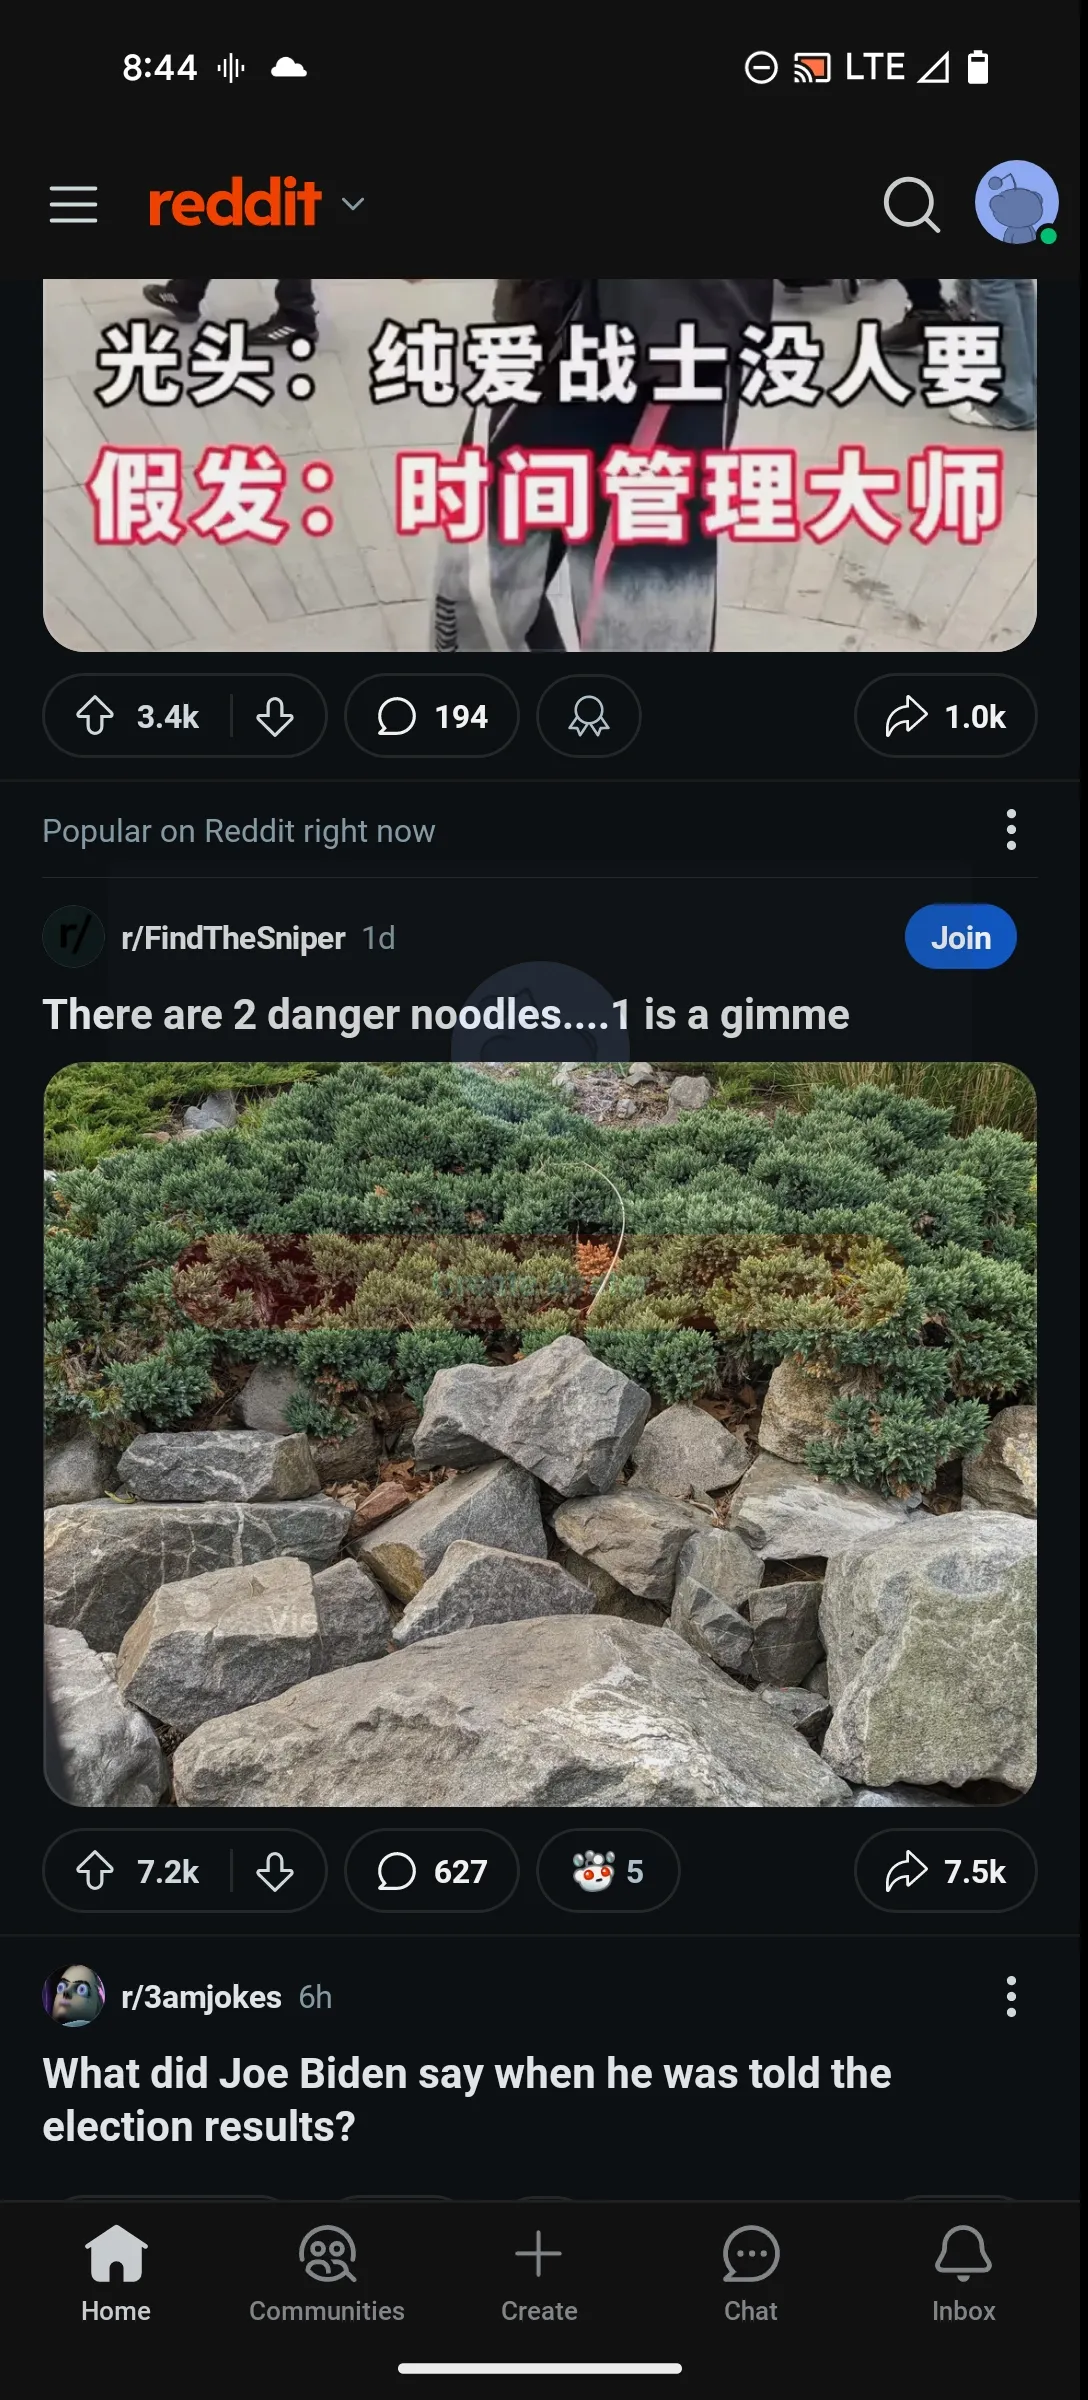 8:44
LTE
reddit
光头：纯爱战士没人要
假发：时间管理大师
3.4k
194
1.0k
Popular on Reddit right now
r/
r/FindTheSniper 1d
Join
There are 2 danger noodles....1 is a gimme
7.2k
627
5
7.5k
r/3amjokes 6h
What did Joe Biden say when he was told the
election results?
Home
Communities
Create
Chat
Inbox